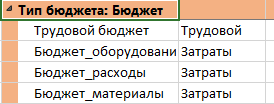 Тип бюджета: Бюджет
Трудовой бюджет Трудовой
Бюджет_оборудовани Затраты
Бюджет_расходы Затраты
Бюджет_материалы Затраты